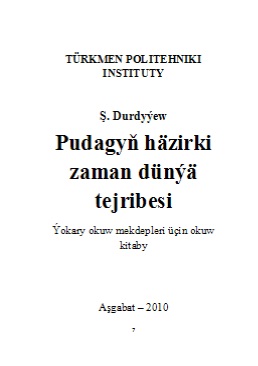 TÜRKMEN POLITEHNIKI
INSTITUTY
Ş. Durdyýew
Pudagyň häzirki
zaman dünýä
tejribesi
Ýokary okuw mekdepleri üçin okuw
kitaby
Aşgabat – 2010